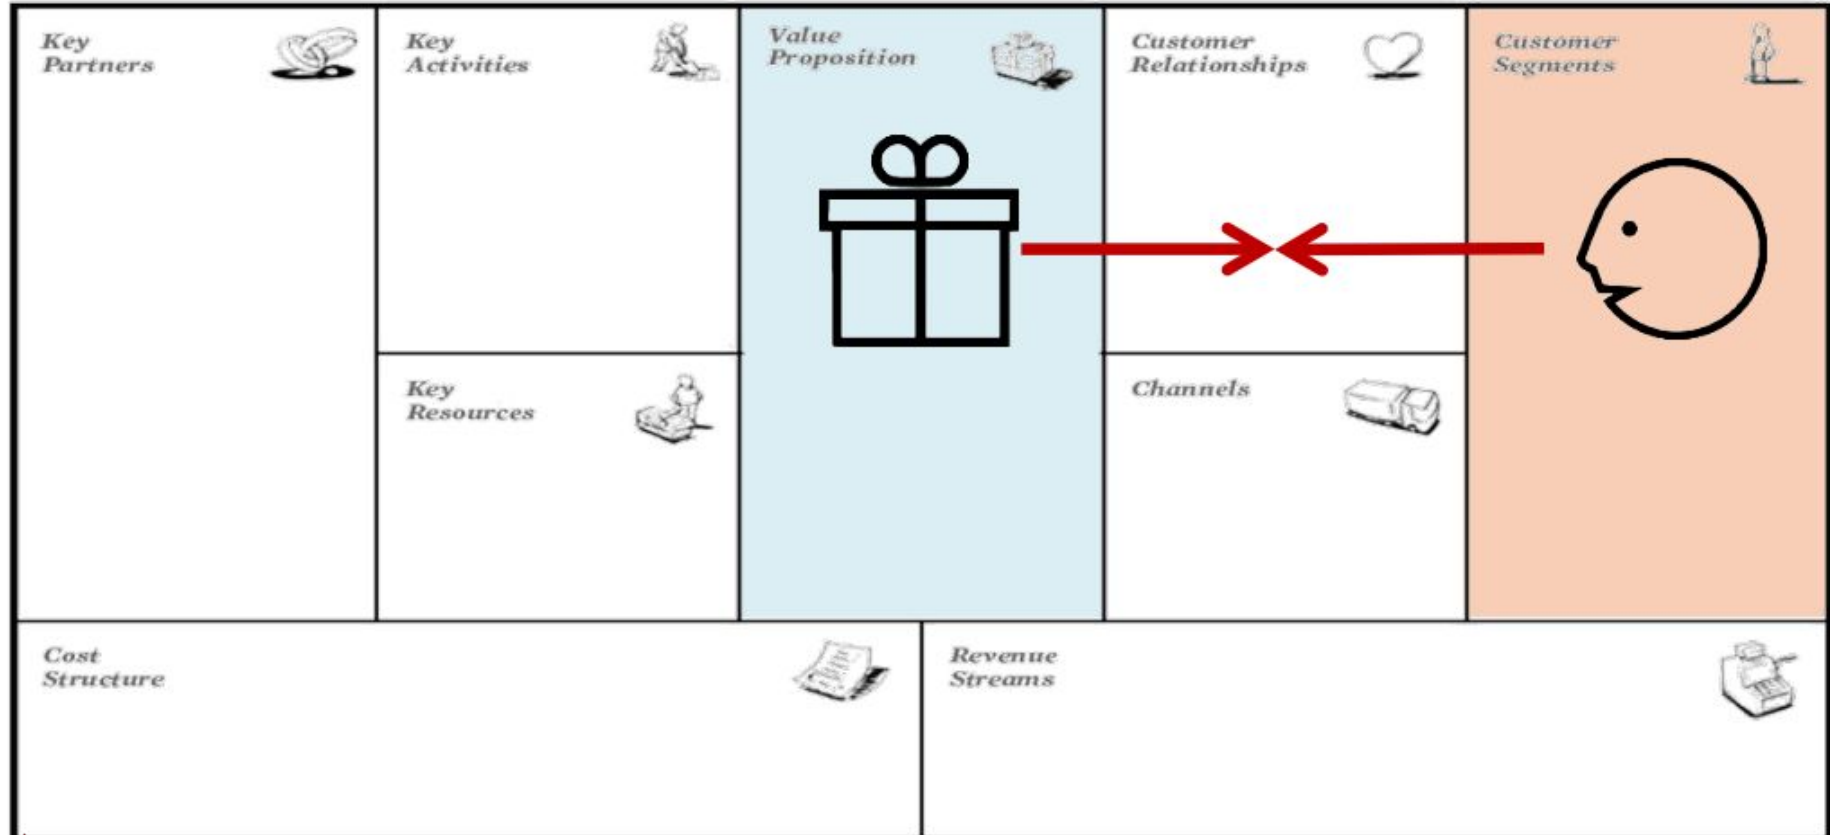 Key
Partners
Key
Activities
Value
Proposition
Customer
Relationships
Customer
Segments
Key
Resources
Channels
Cost
Structure
Revenue
Streams